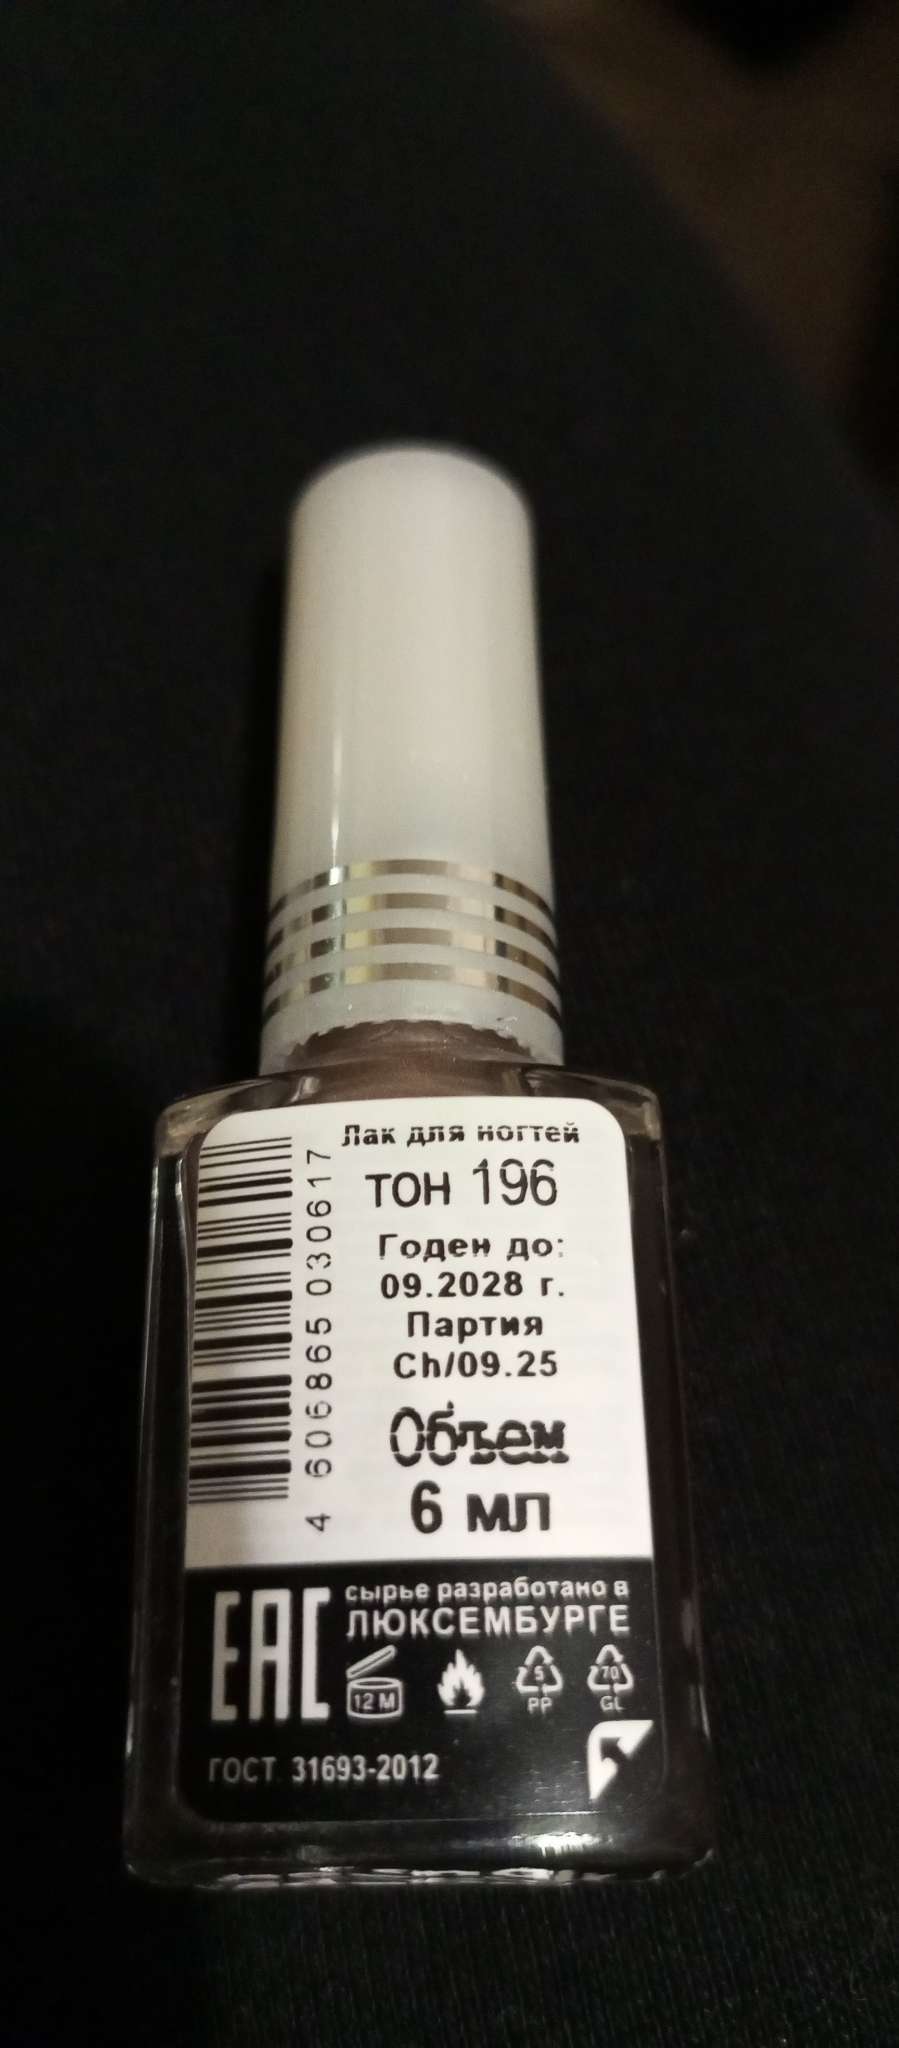 Лак для ногтей
тон 196
Годен до:
09.2028 г.
Партия
Ch/09.25
Объем
6 мл
4 606865 030617
EAC
сырье разработано в
ЛЮКСЕМБУРГЕ
12 M
5
PP
70
GL
ГОСТ 31693-2012